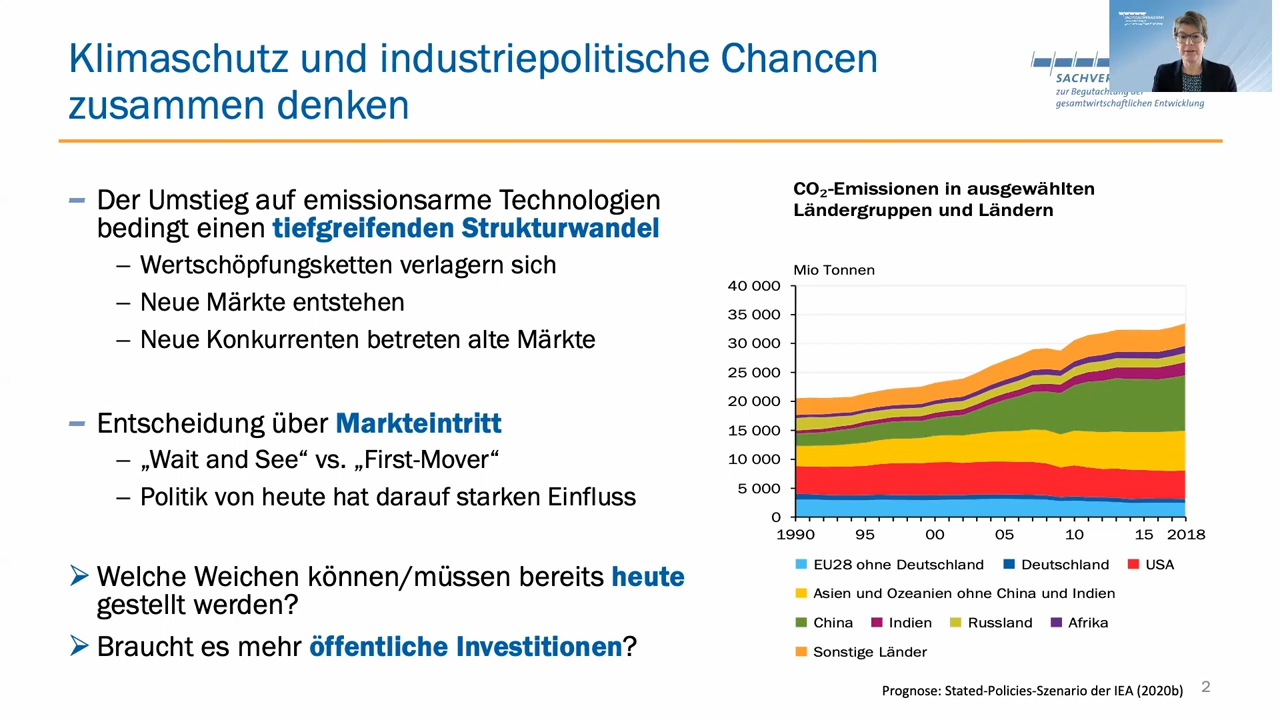 Klimaschutz und industriepolitische Chancen
zusammen denken
SACHVER
zur Begutachtung der
gesamtwirtschaftlichen Entwicklung
Der Umstieg auf emissionsarme Technologien
bedingt einen tiefgreifenden Strukturwandel
– Wertschöpfungsketten verlagern sich
– Neue Märkte entstehen
– Neue Konkurrenten betreten alte Märkte
Entscheidung über Markteintritt
– „Wait and See“ vs. „First-Mover“
– Politik von heute hat darauf starken Einfluss
Welche Weichen können/müssen bereits heute
gestellt werden?
Braucht es mehr öffentliche Investitionen?
CO₂-Emissionen in ausgewählten
Ländergruppen und Ländern
Mio Tonnen
40 000
35 000
30 000
25 000
20 000
15 000
10 000
5 000
0
1990 95 00 05 10 15 2018
EU28 ohne Deutschland Deutschland USA
Asien und Ozeanien ohne China und Indien
China Indien Russland Afrika
Sonstige Länder
Prognose: Stated-Policies-Szenario der IEA (2020b)
2